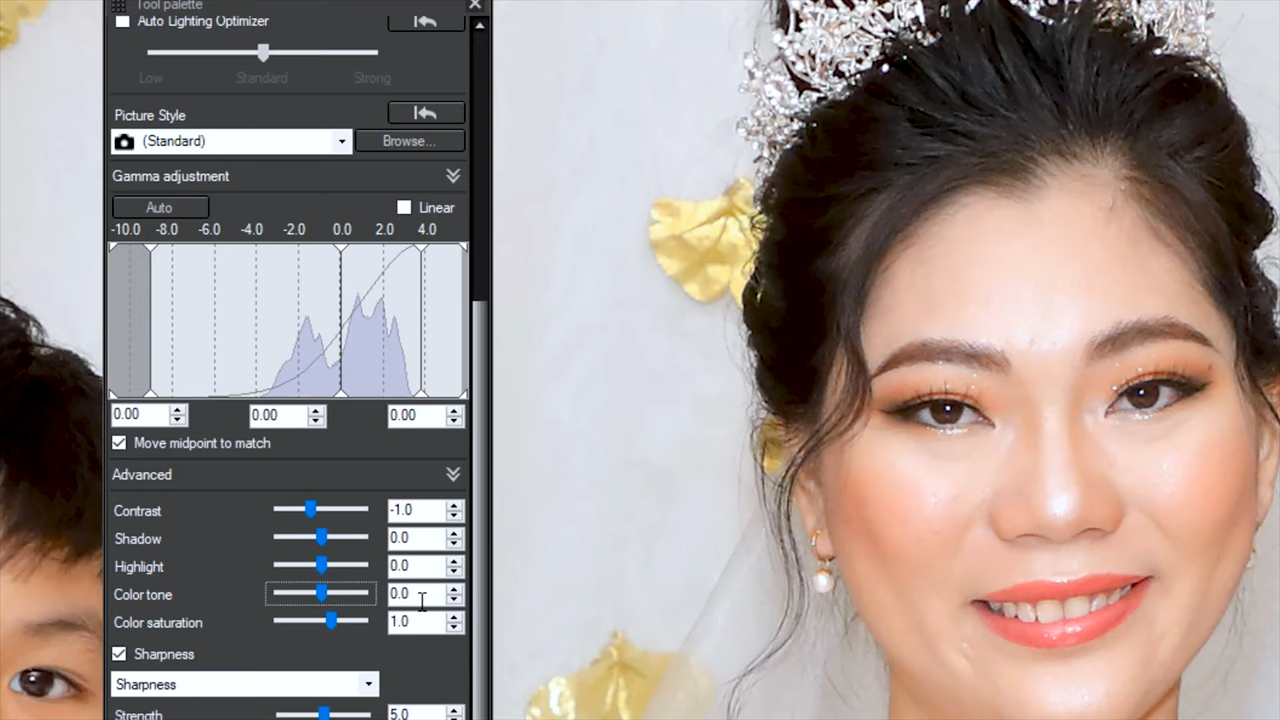 Tool palette
Auto Lighting Optimizer
Low Standard Strong
Picture Style
(Standard) Browse...
Gamma adjustment
Auto Linear
-10.0 -8.0 -6.0 -4.0 -2.0 0.0 2.0 4.0
0.00 0.00 0.00
Move midpoint to match
Advanced
Contrast -1.0
Shadow 0.0
Highlight 0.0
Color tone 0.0
Color saturation 1.0
Sharpness
Sharpness
Strength 5.0